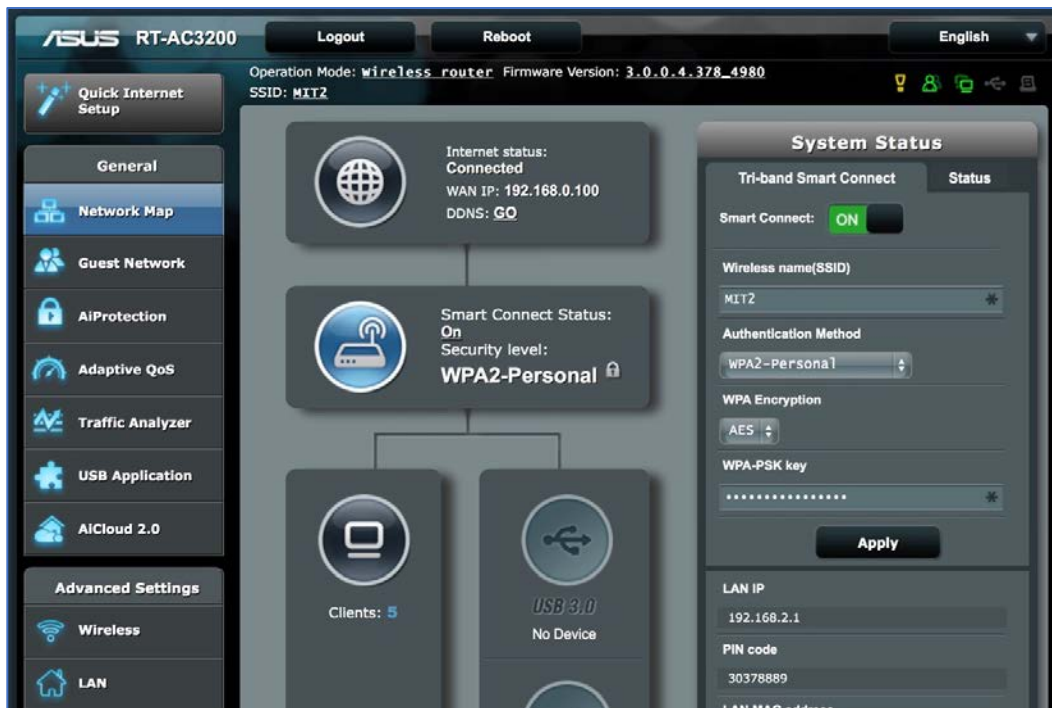 ASUS RT-AC3200
Logout
Reboot
English
Quick Internet
Setup
Operation Mode: Wireless router Firmware Version: 3.0.0.4.378_4980
SSID: MIT2
General
Network Map
Guest Network
AiProtection
Adaptive QoS
Traffic Analyzer
USB Application
AiCloud 2.0
Advanced Settings
Wireless
LAN
Internet status:
Connected
WAN IP: 192.168.0.100
DDNS: GO
Smart Connect Status:
On
Security level:
WPA2-Personal
Clients: 5
USB 3.0
No Device
System Status
Tri-band Smart Connect
Status
Smart Connect: ON
Wireless name(SSID)
MIT2
Authentication Method
WPA2-Personal
WPA Encryption
AES
WPA-PSK key
Apply
LAN IP
192.168.2.1
PIN code
30378889
LAN MAC address